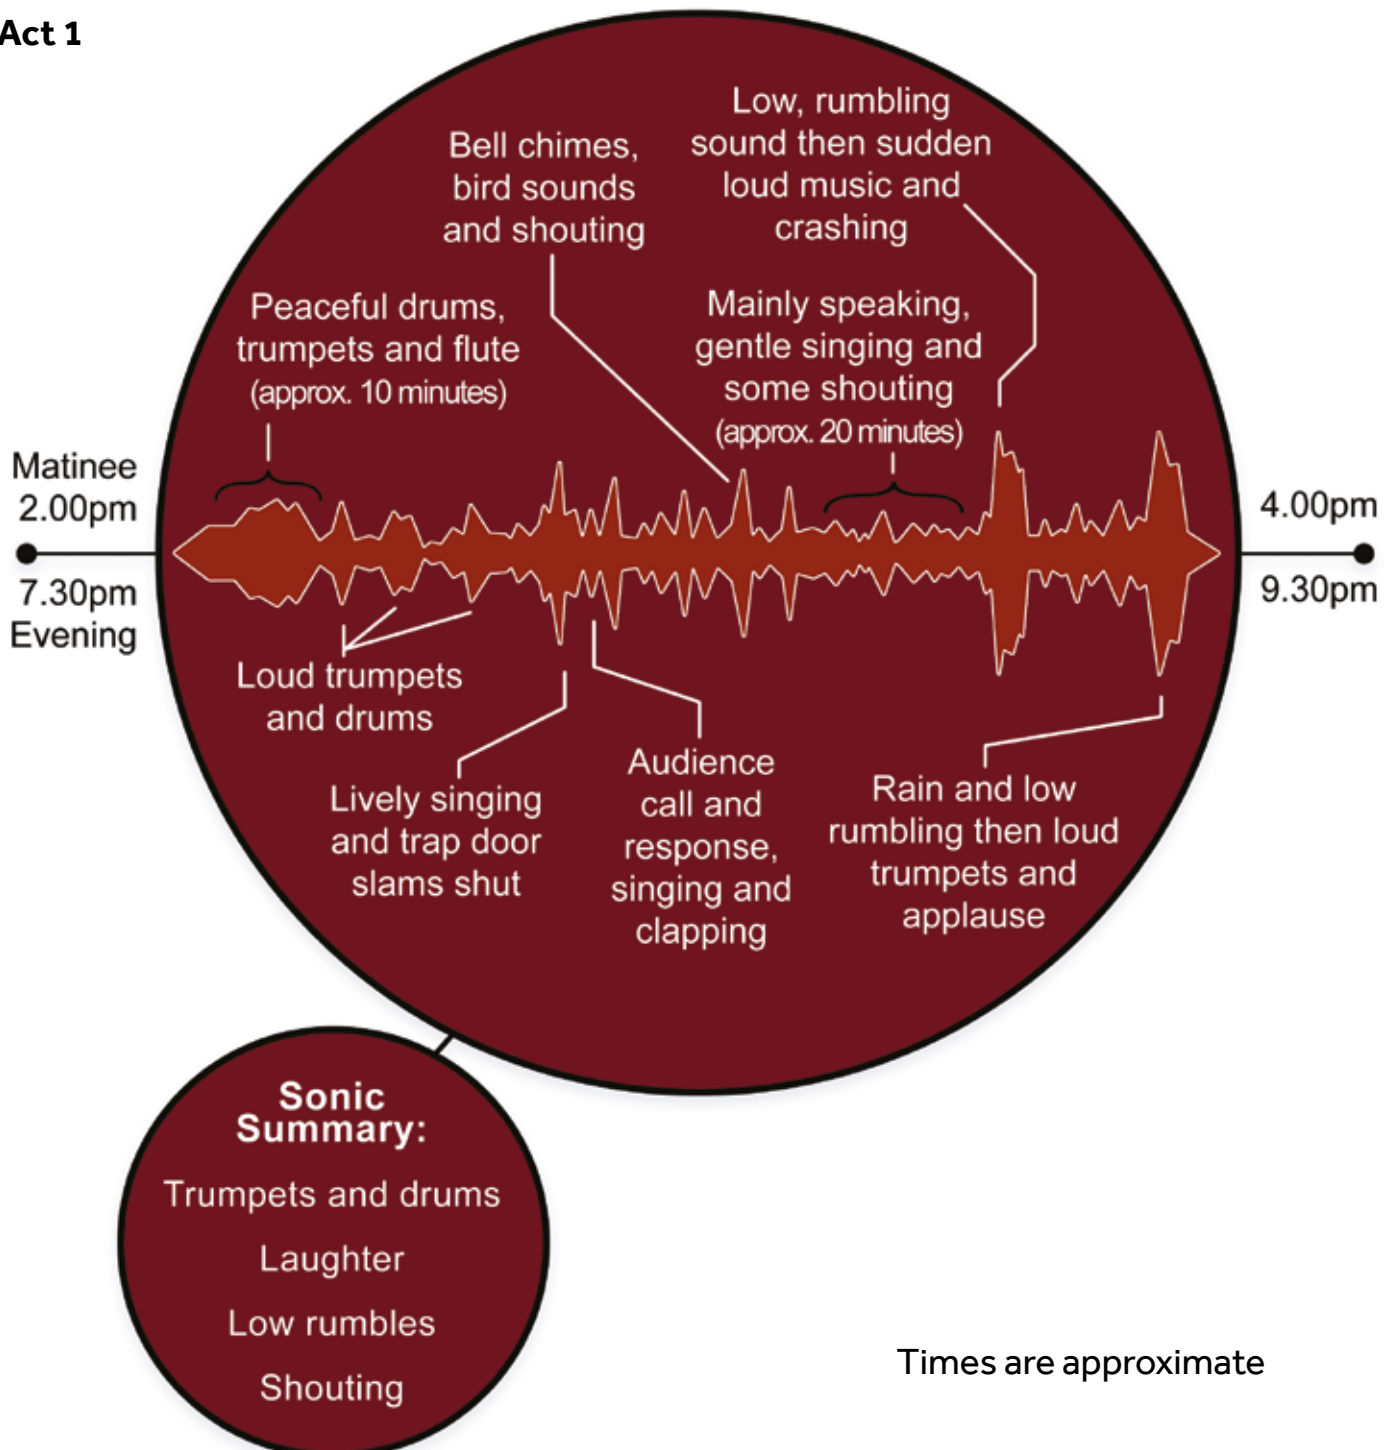 Act 1
Low, rumbling
sound then sudden
loud music and
crashing
Bell chimes,
bird sounds
and shouting
Peaceful drums,
trumpets and flute
(approx. 10 minutes)
Mainly speaking,
gentle singing and
some shouting
(approx. 20 minutes)
Matinee
2.00pm
7.30pm
Evening
4.00pm
9.30pm
Loud trumpets
and drums
Lively singing
and trap door
slams shut
Audience
call and
response,
singing and
clapping
Rain and low
rumbling then loud
trumpets and
applause
Sonic
Summary:
Trumpets and drums
Laughter
Low rumbles
Shouting
Times are approximate